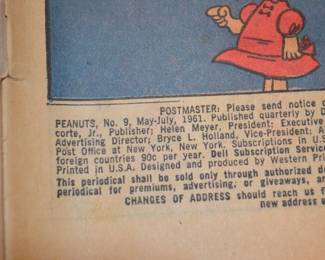 POSTMASTER: Please send notice
PEANUTS, No. 9, May-July, 1961. Published quarterly by D
corte, Jr., Publisher; Helen Meyer, President; Executive
Advertising Director; Bryce L. Holland, Vice-President; A
Post Office at New York, New York. Subscriptions in U.S
foreign countries 90c per year. Dell Subscription Service
Printed in U.S.A. Designed and produced by Western Prin
This periodical shall be sold only through authorized de
periodical for premiums, advertising, or giveaways, an
CHANGES OF ADDRESS should reach us f
new address